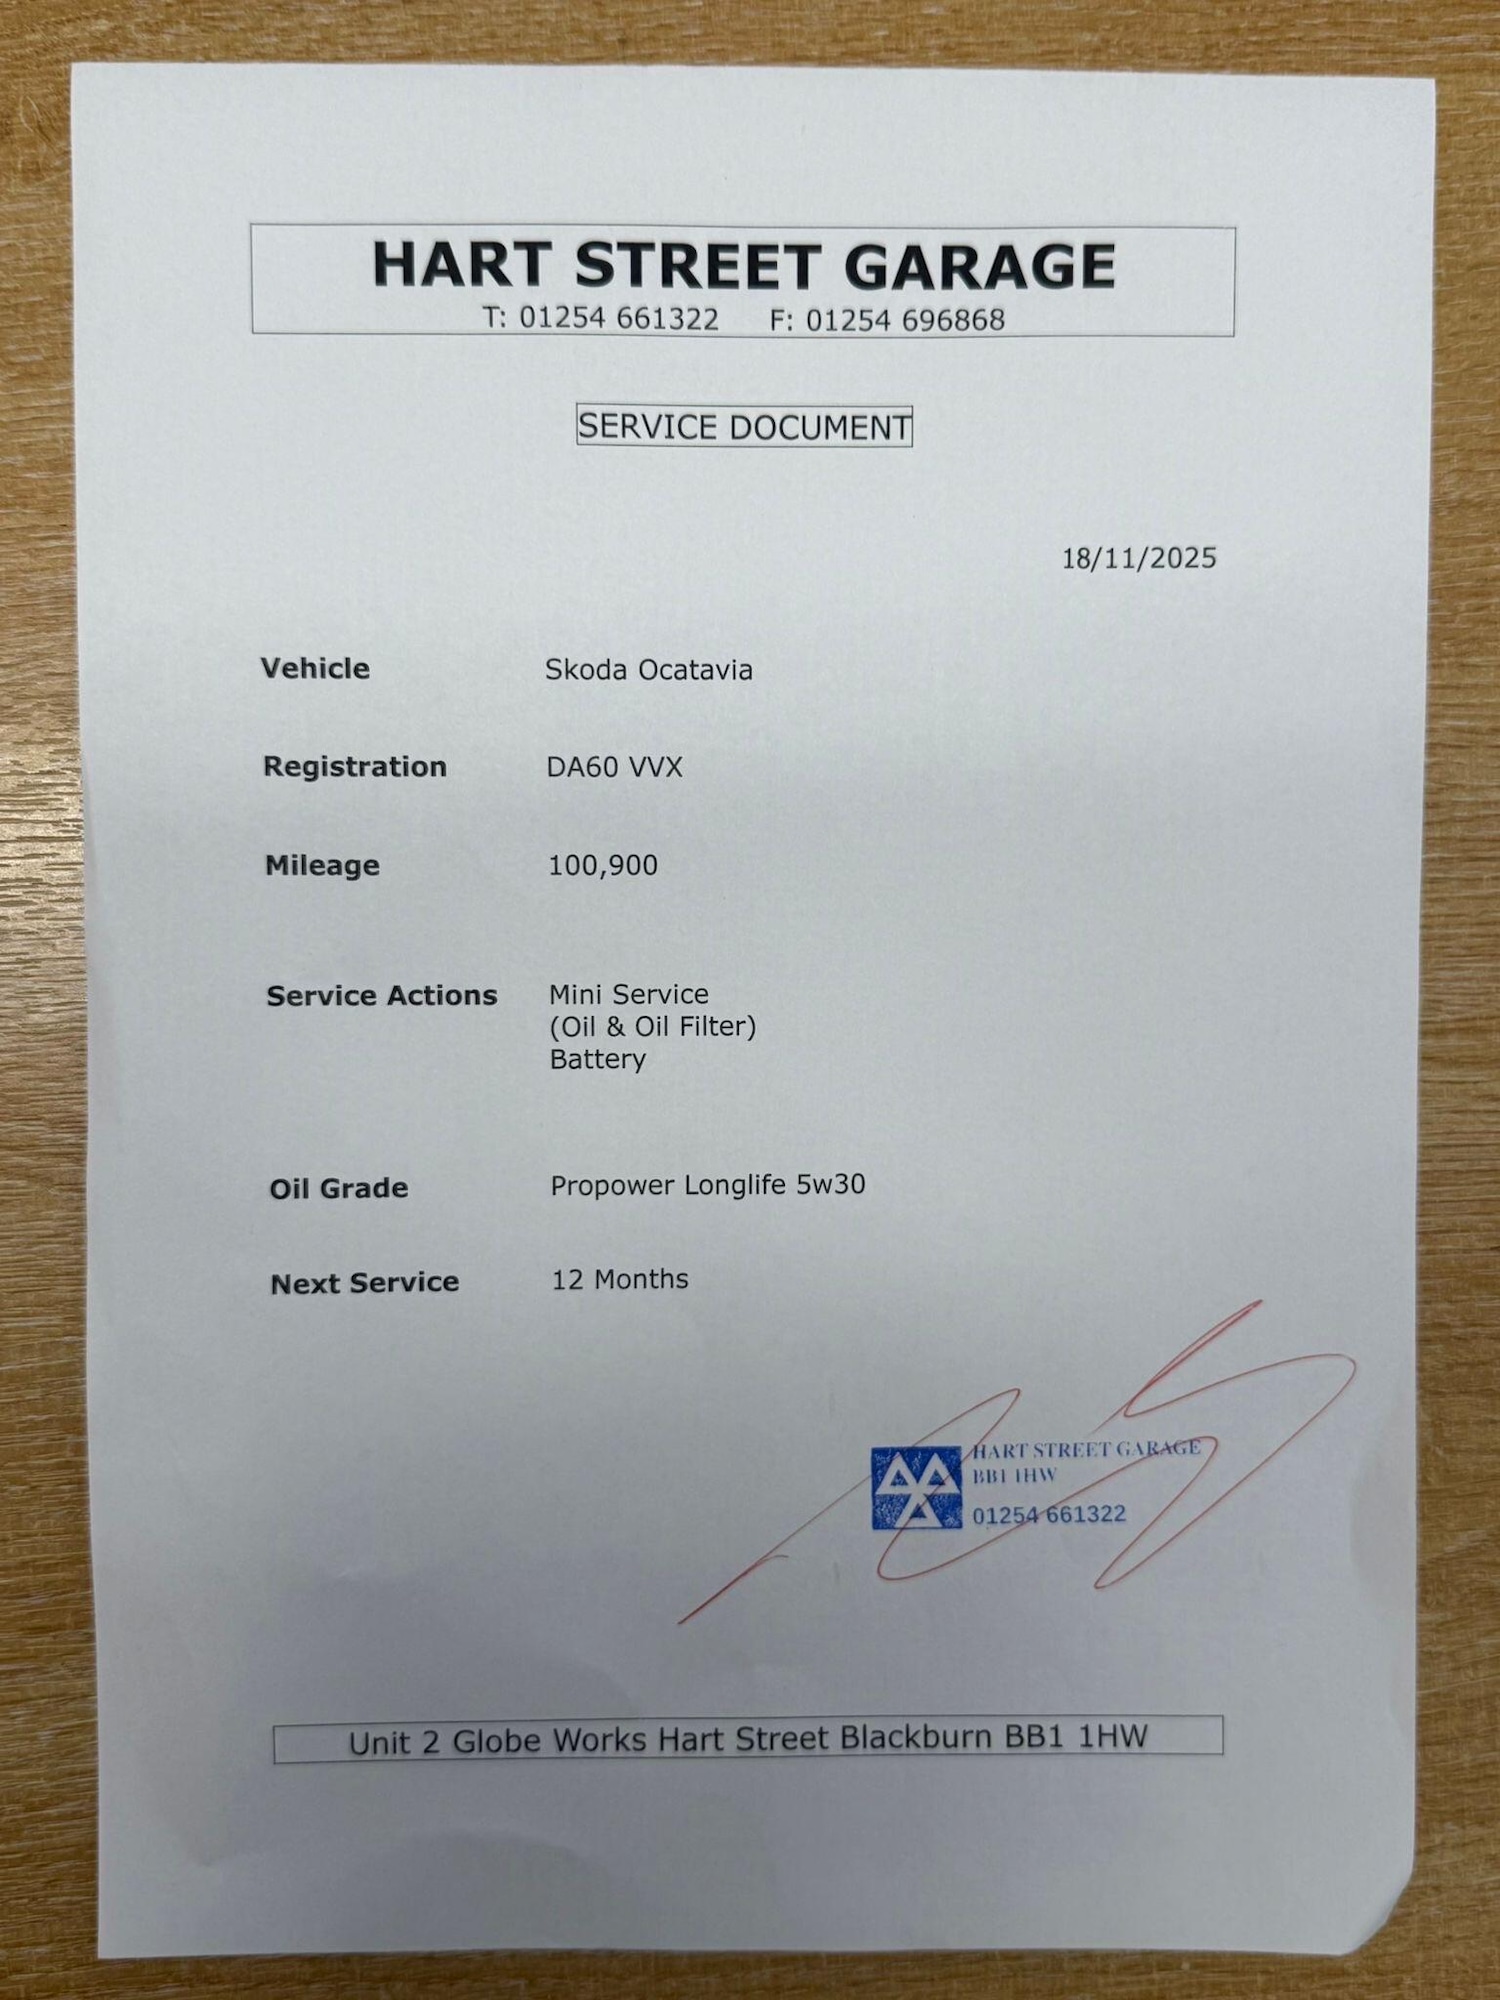 HART STREET GARAGE
T: 01254 661322 F: 01254 696868
SERVICE DOCUMENT
18/11/2025
Vehicle Skoda Ocatavia
Registration DA60 VVX
Mileage 100,900
Service Actions Mini Service
(Oil & Oil Filter)
Battery
Oil Grade Propower Longlife 5w30
Next Service 12 Months
HART STREET GARAGE
BB1 1HW
01254 661322
Unit 2 Globe Works Hart Street Blackburn BB1 1HW